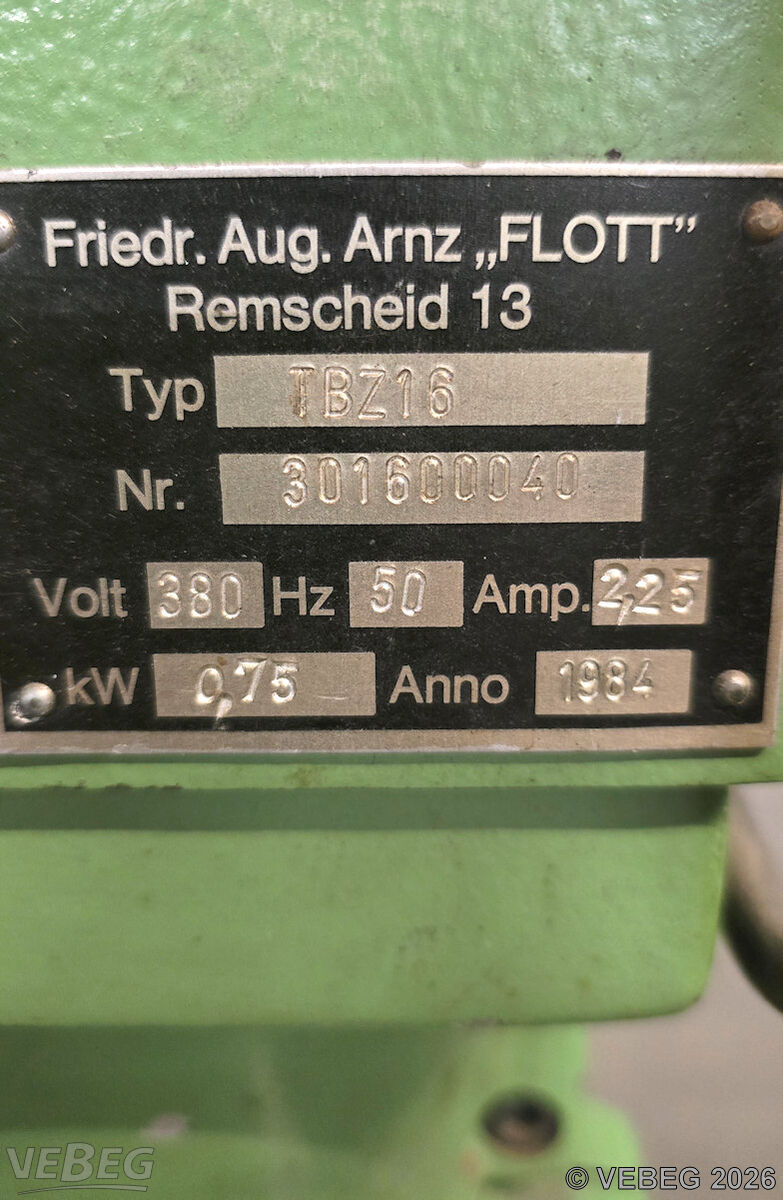 Friedr. Aug. Arnz „FLOTT”
Remscheid 13
Typ TBZ16
Nr. 301600040
Volt 380 Hz 50 Amp. 2,25
kW 0,75 Anno 1984
VEBEG © VEBEG 2026